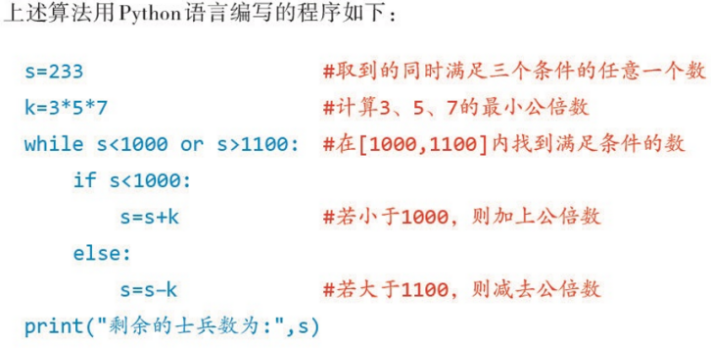 上述算法用Python语言编写的程序如下：
s=233 #取到的同时满足三个条件的任意一个数
k=3*5*7 #计算3、5、7的最小公倍数
while s<1000 or s>1100: #在[1000,1100]内找到满足条件的数
if s<1000:
s=s+k #若小于1000，则加上公倍数
else:
s=s-k #若大于1100，则减去公倍数
print("剩余的士兵数为:",s)